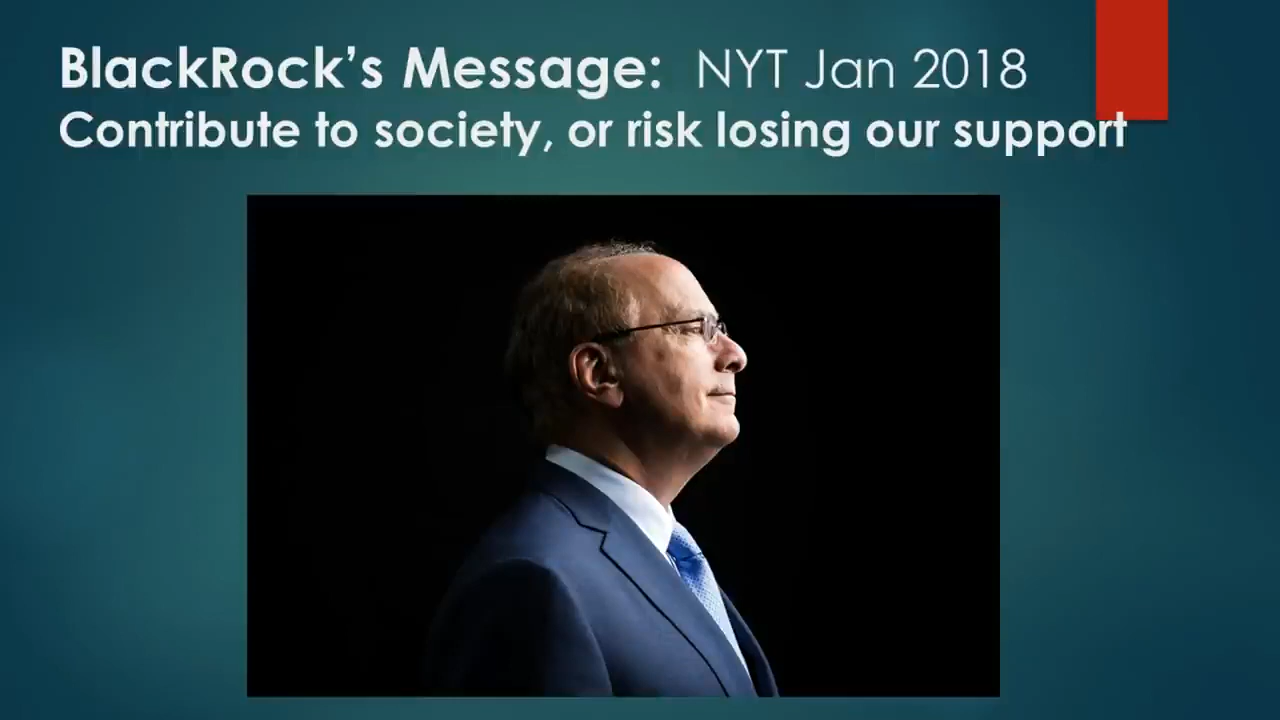 BlackRock’s Message: NYT Jan 2018
Contribute to society, or risk losing our support